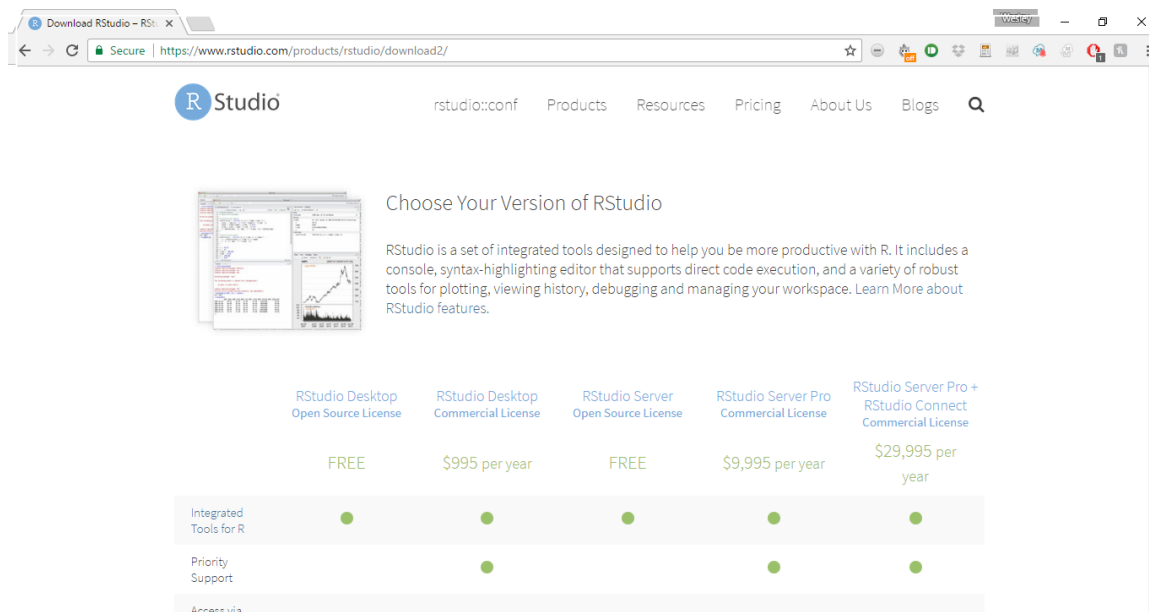 Download RStudio – RSt
Wesley
Secure
https://www.rstudio.com/products/rstudio/download2/
off
1
R Studio
rstudio::conf
Products
Resources
Pricing
About Us
Blogs
Choose Your Version of RStudio
RStudio is a set of integrated tools designed to help you be more productive with R. It includes a
console, syntax-highlighting editor that supports direct code execution, and a variety of robust
tools for plotting, viewing history, debugging and managing your workspace. Learn More about
RStudio features.
RStudio Desktop
Open Source License
FREE
RStudio Desktop
Commercial License
$995 per year
RStudio Server
Open Source License
FREE
RStudio Server Pro
Commercial License
$9,995 per year
RStudio Server Pro +
RStudio Connect
Commercial License
$29,995 per
year
Integrated
Tools for R
Priority
Support
Access via